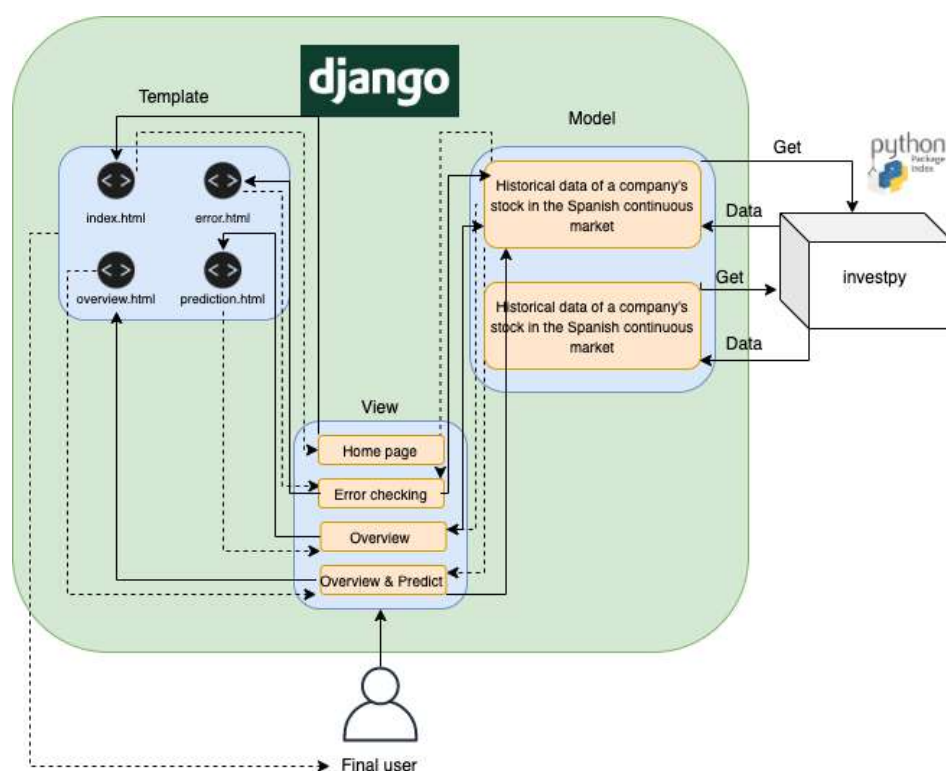 django
Template
Model
index.html
error.html
overview.html
prediction.html
Historical data of a company's
stock in the Spanish continuous
market
Historical data of a company's
stock in the Spanish continuous
market
Get
Data
Get
Data
python
Package
Index
investpy
View
Home page
Error checking
Overview
Overview & Predict
Final user